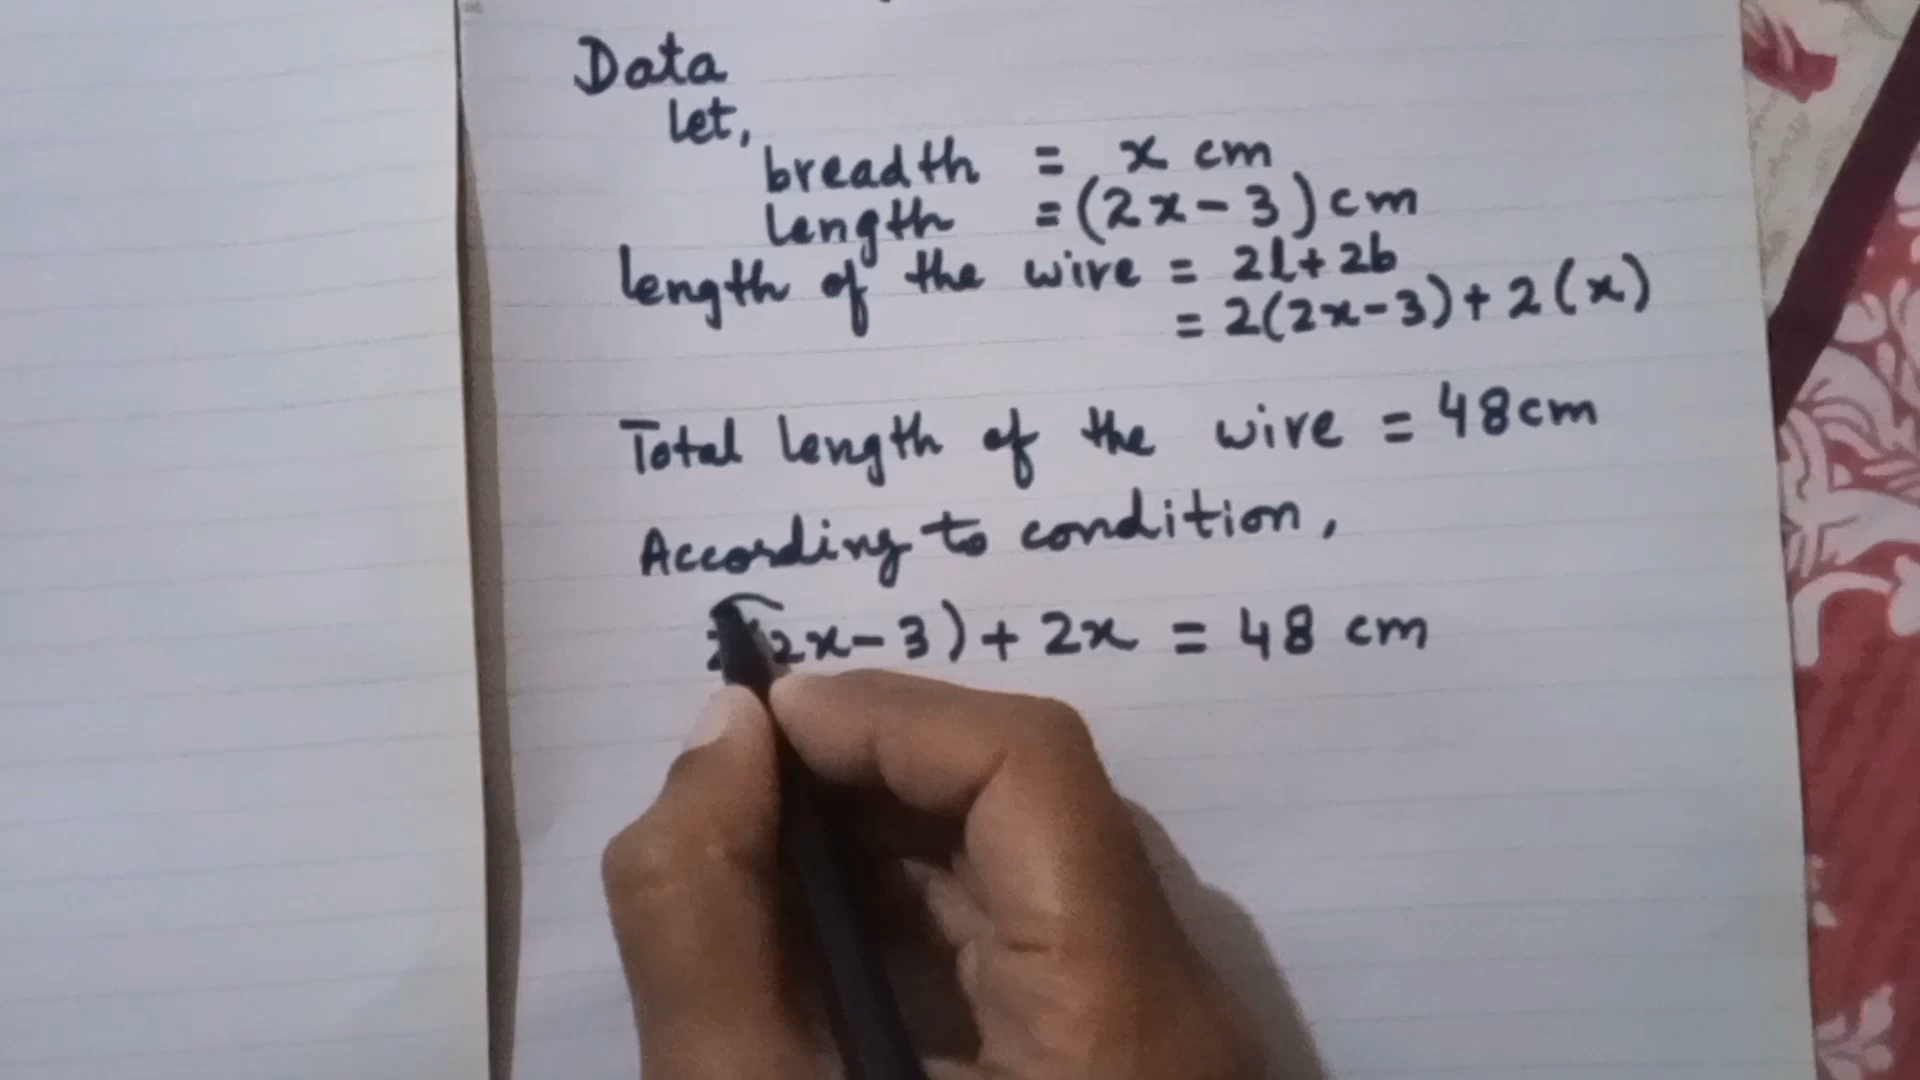 Data
let,
breadth = x cm
length = (2x-3) cm
length of the wire = 2l+2b
= 2(2x-3)+2(x)
Total length of the wire = 48cm
According to condition,
2(2x-3)+2x = 48 cm